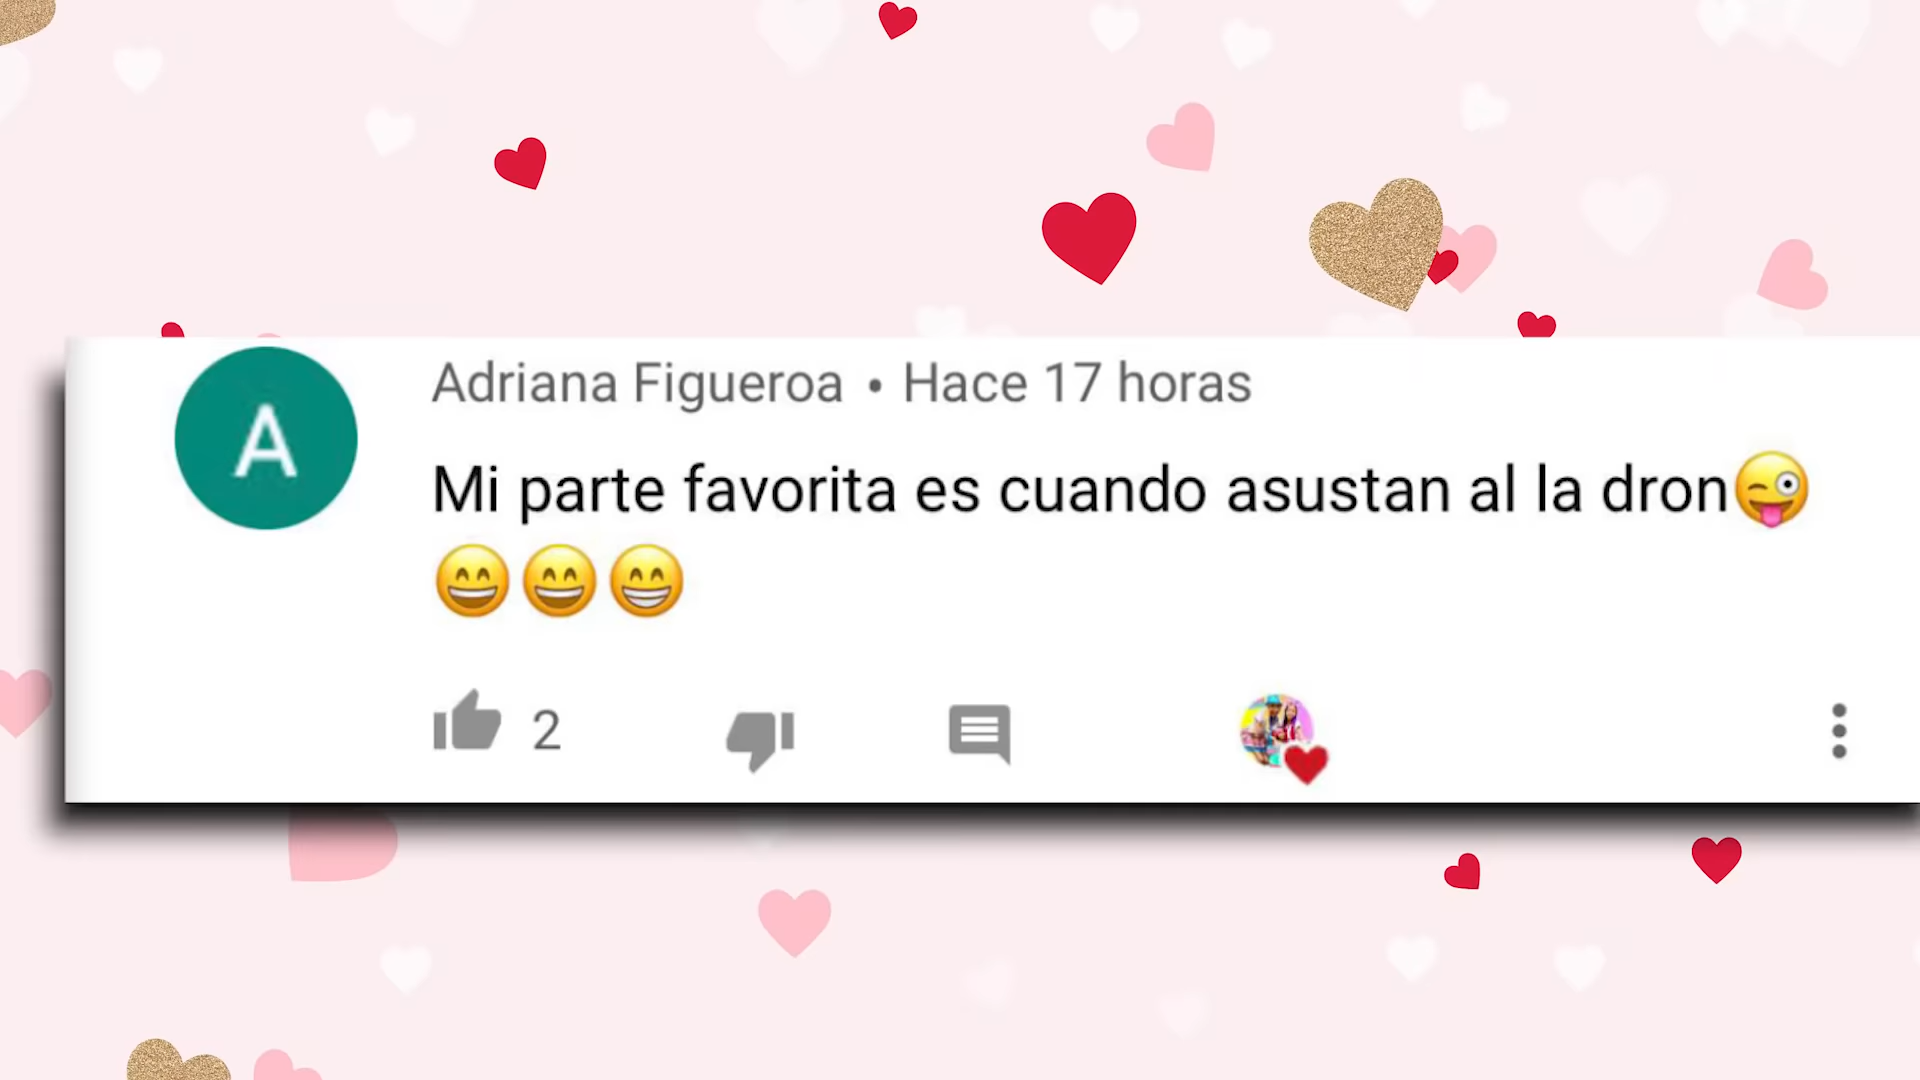 A
Adriana Figueroa • Hace 17 horas
Mi parte favorita es cuando asustan al la dron😜
😄😄😁
2